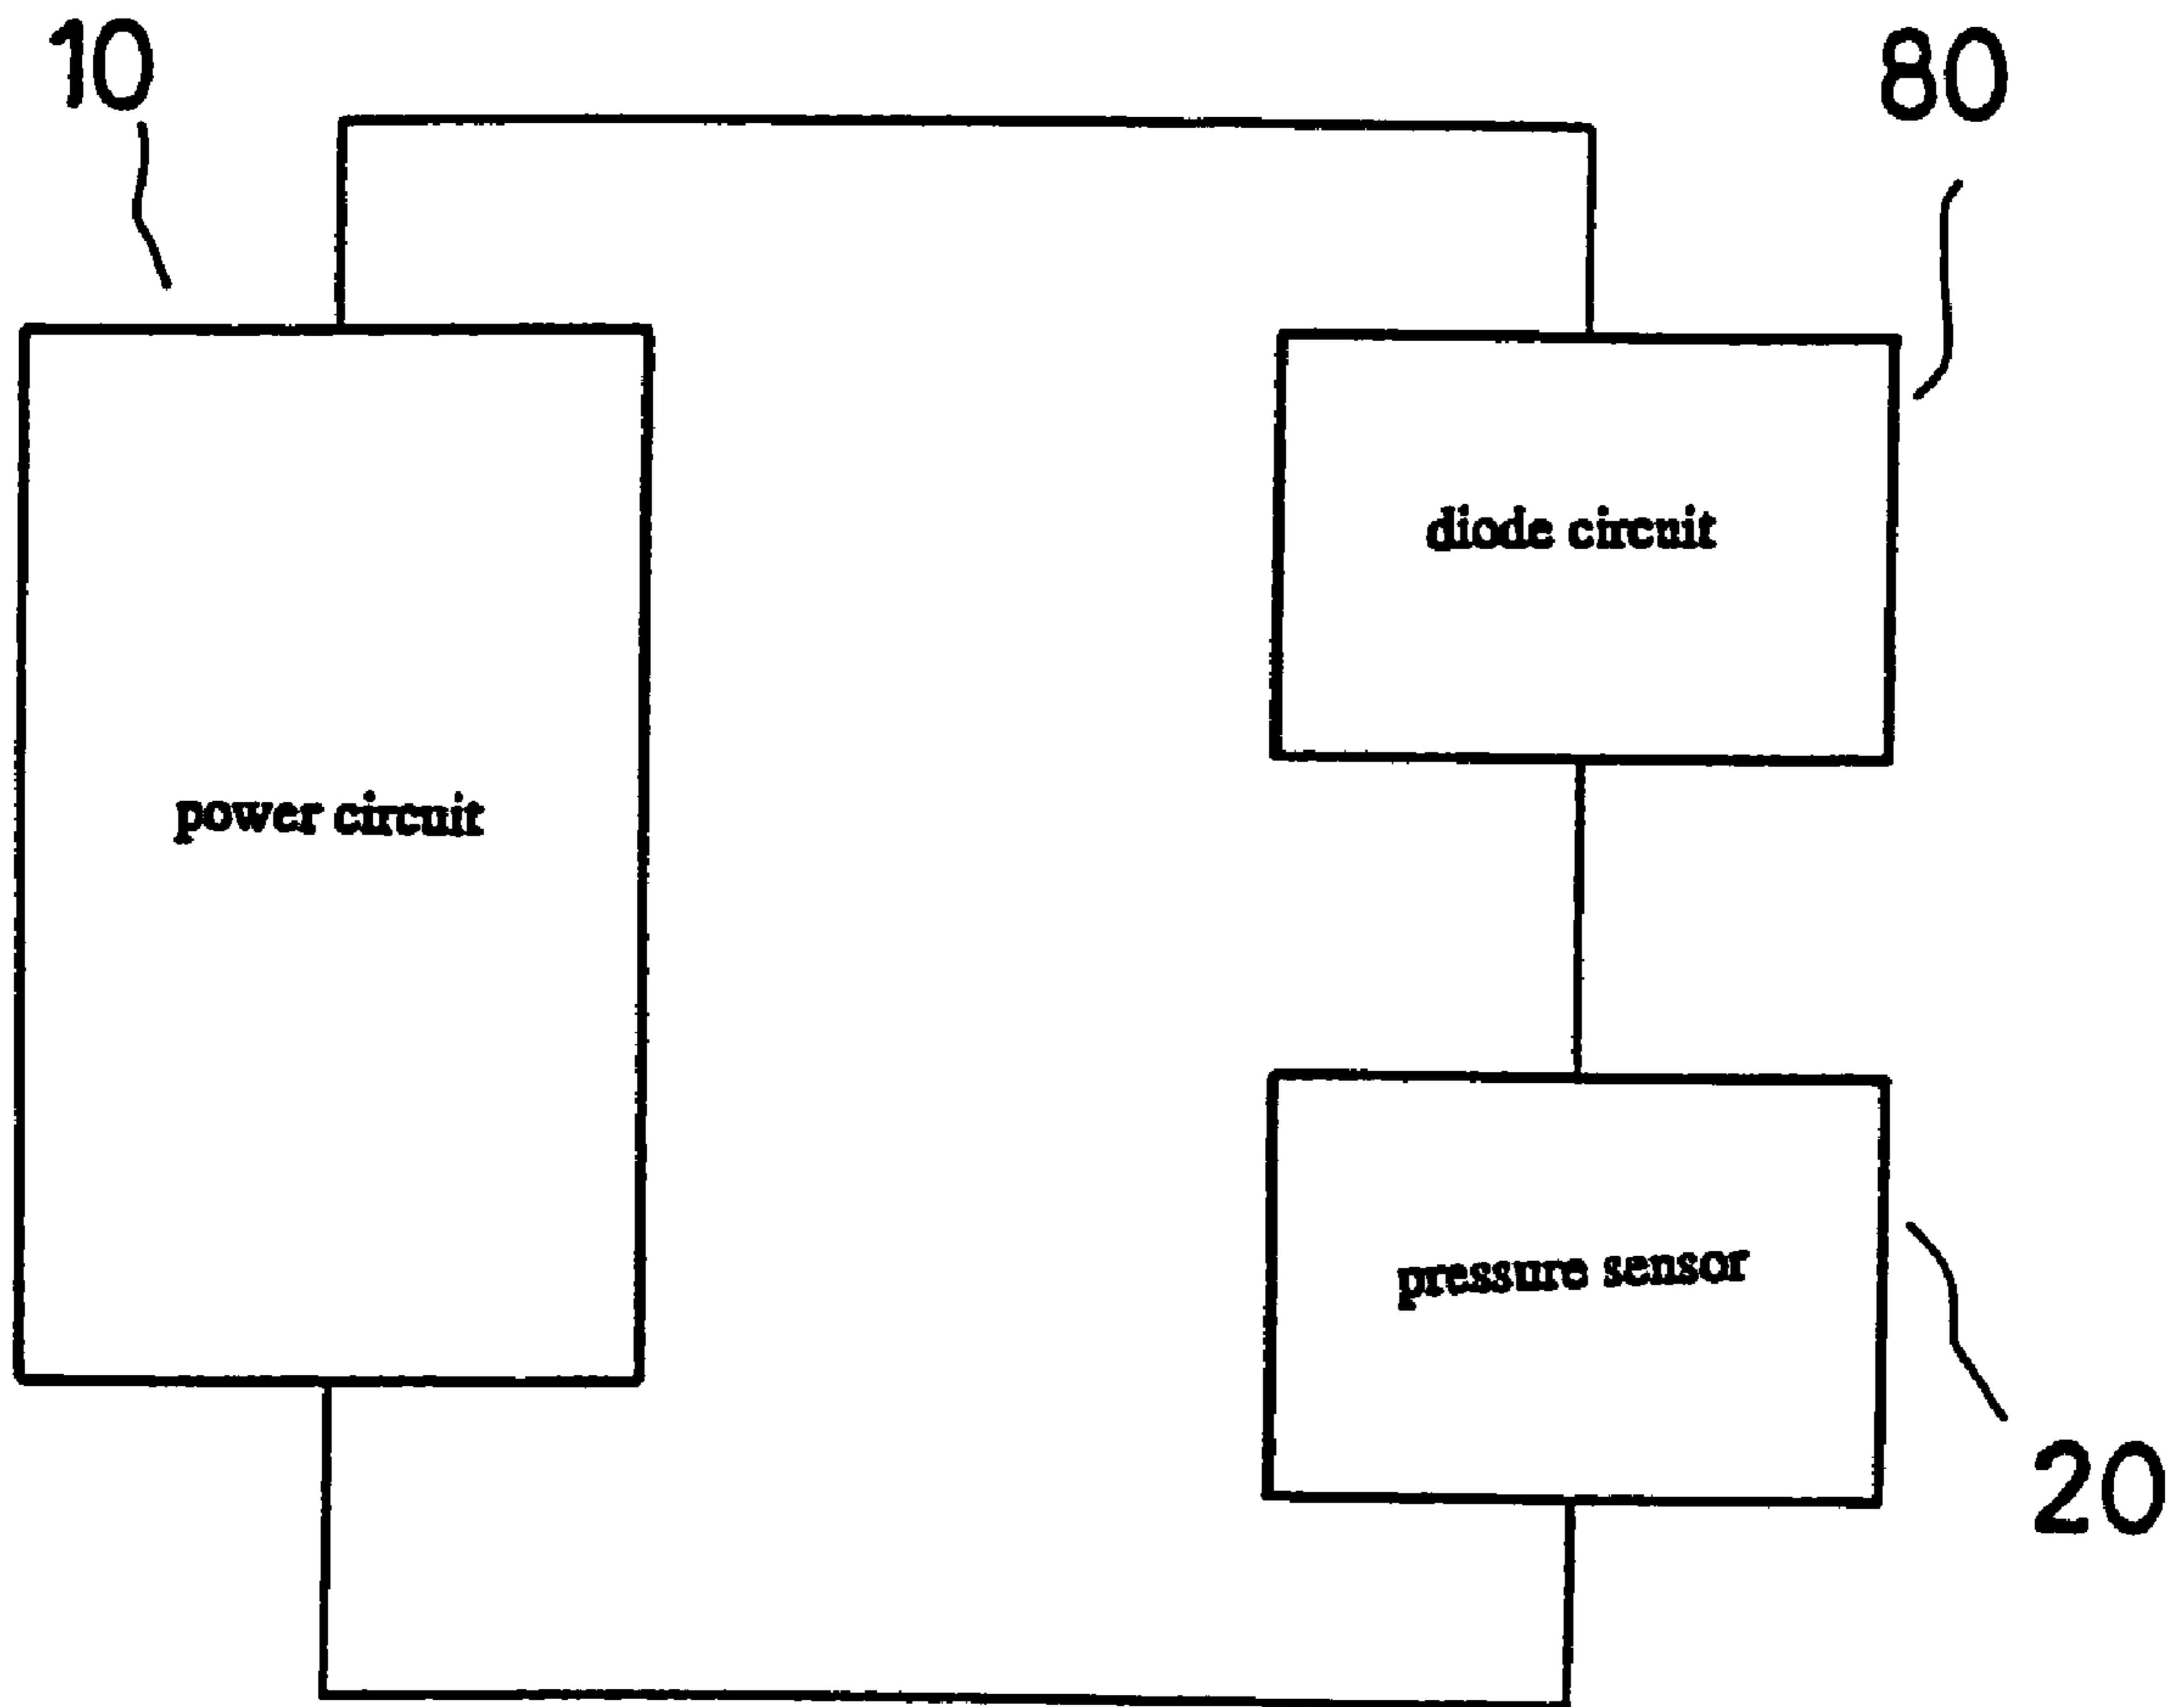 10
80
diode circuit
power circuit
pressure sensor
20